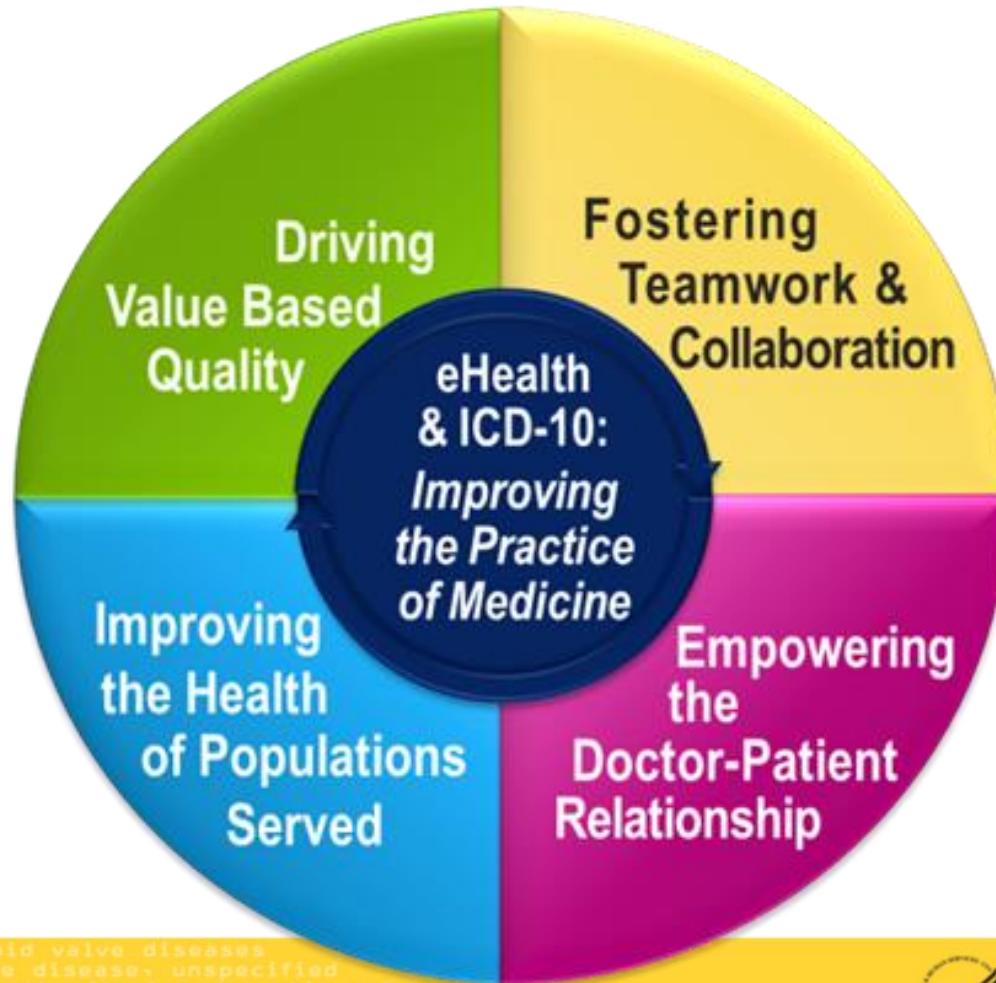 Driving
Value Based
Quality
Fostering
Teamwork &
Collaboration
eHealth
& ICD-10:
Improving
the Practice
of Medicine
Improving
the Health
of Populations
Served
Empowering
the
Doctor-Patient
Relationship
valve diseases
disease, unspecified